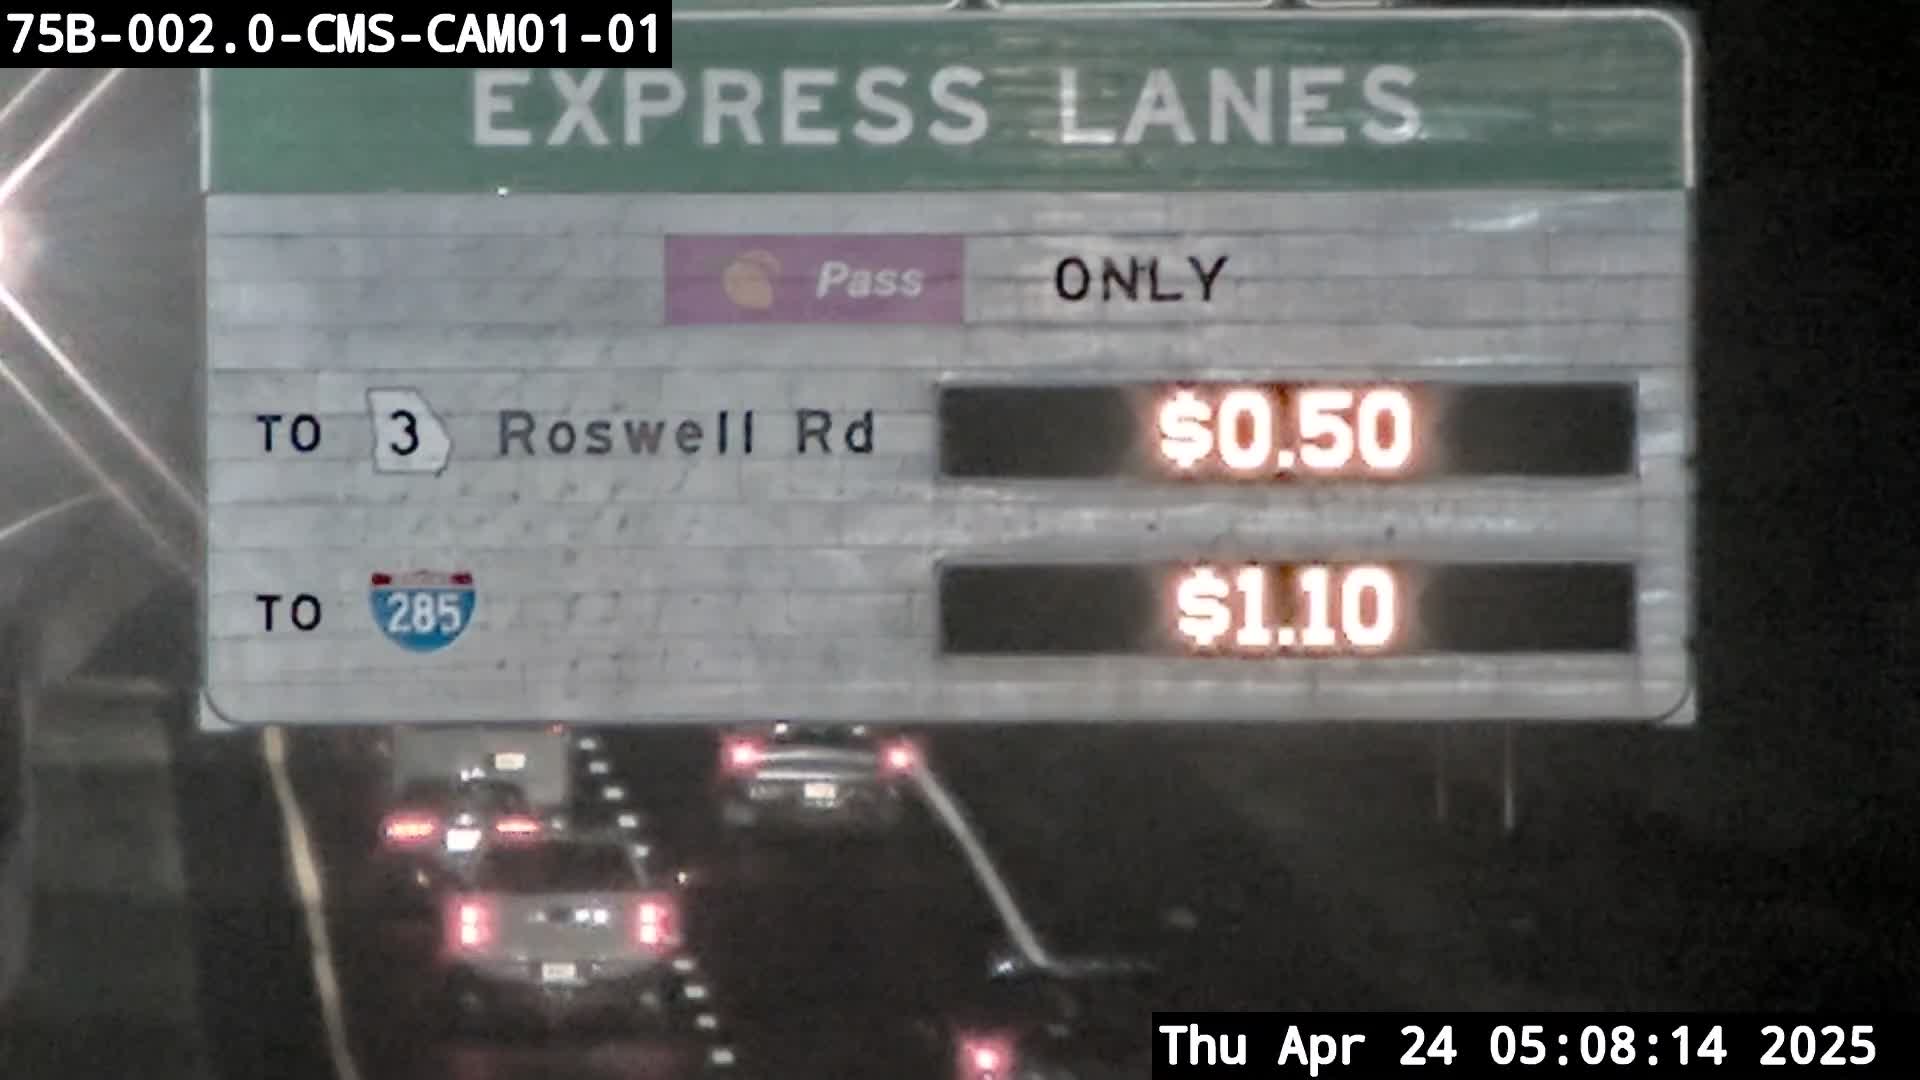 75B-002.0-CMS-CAM01-01
EXPRESS LANES
Pass ONLY
TO 3 Roswell Rd $0.50
TO 285 $1.10
Thu Apr 24 05:08:14 2025